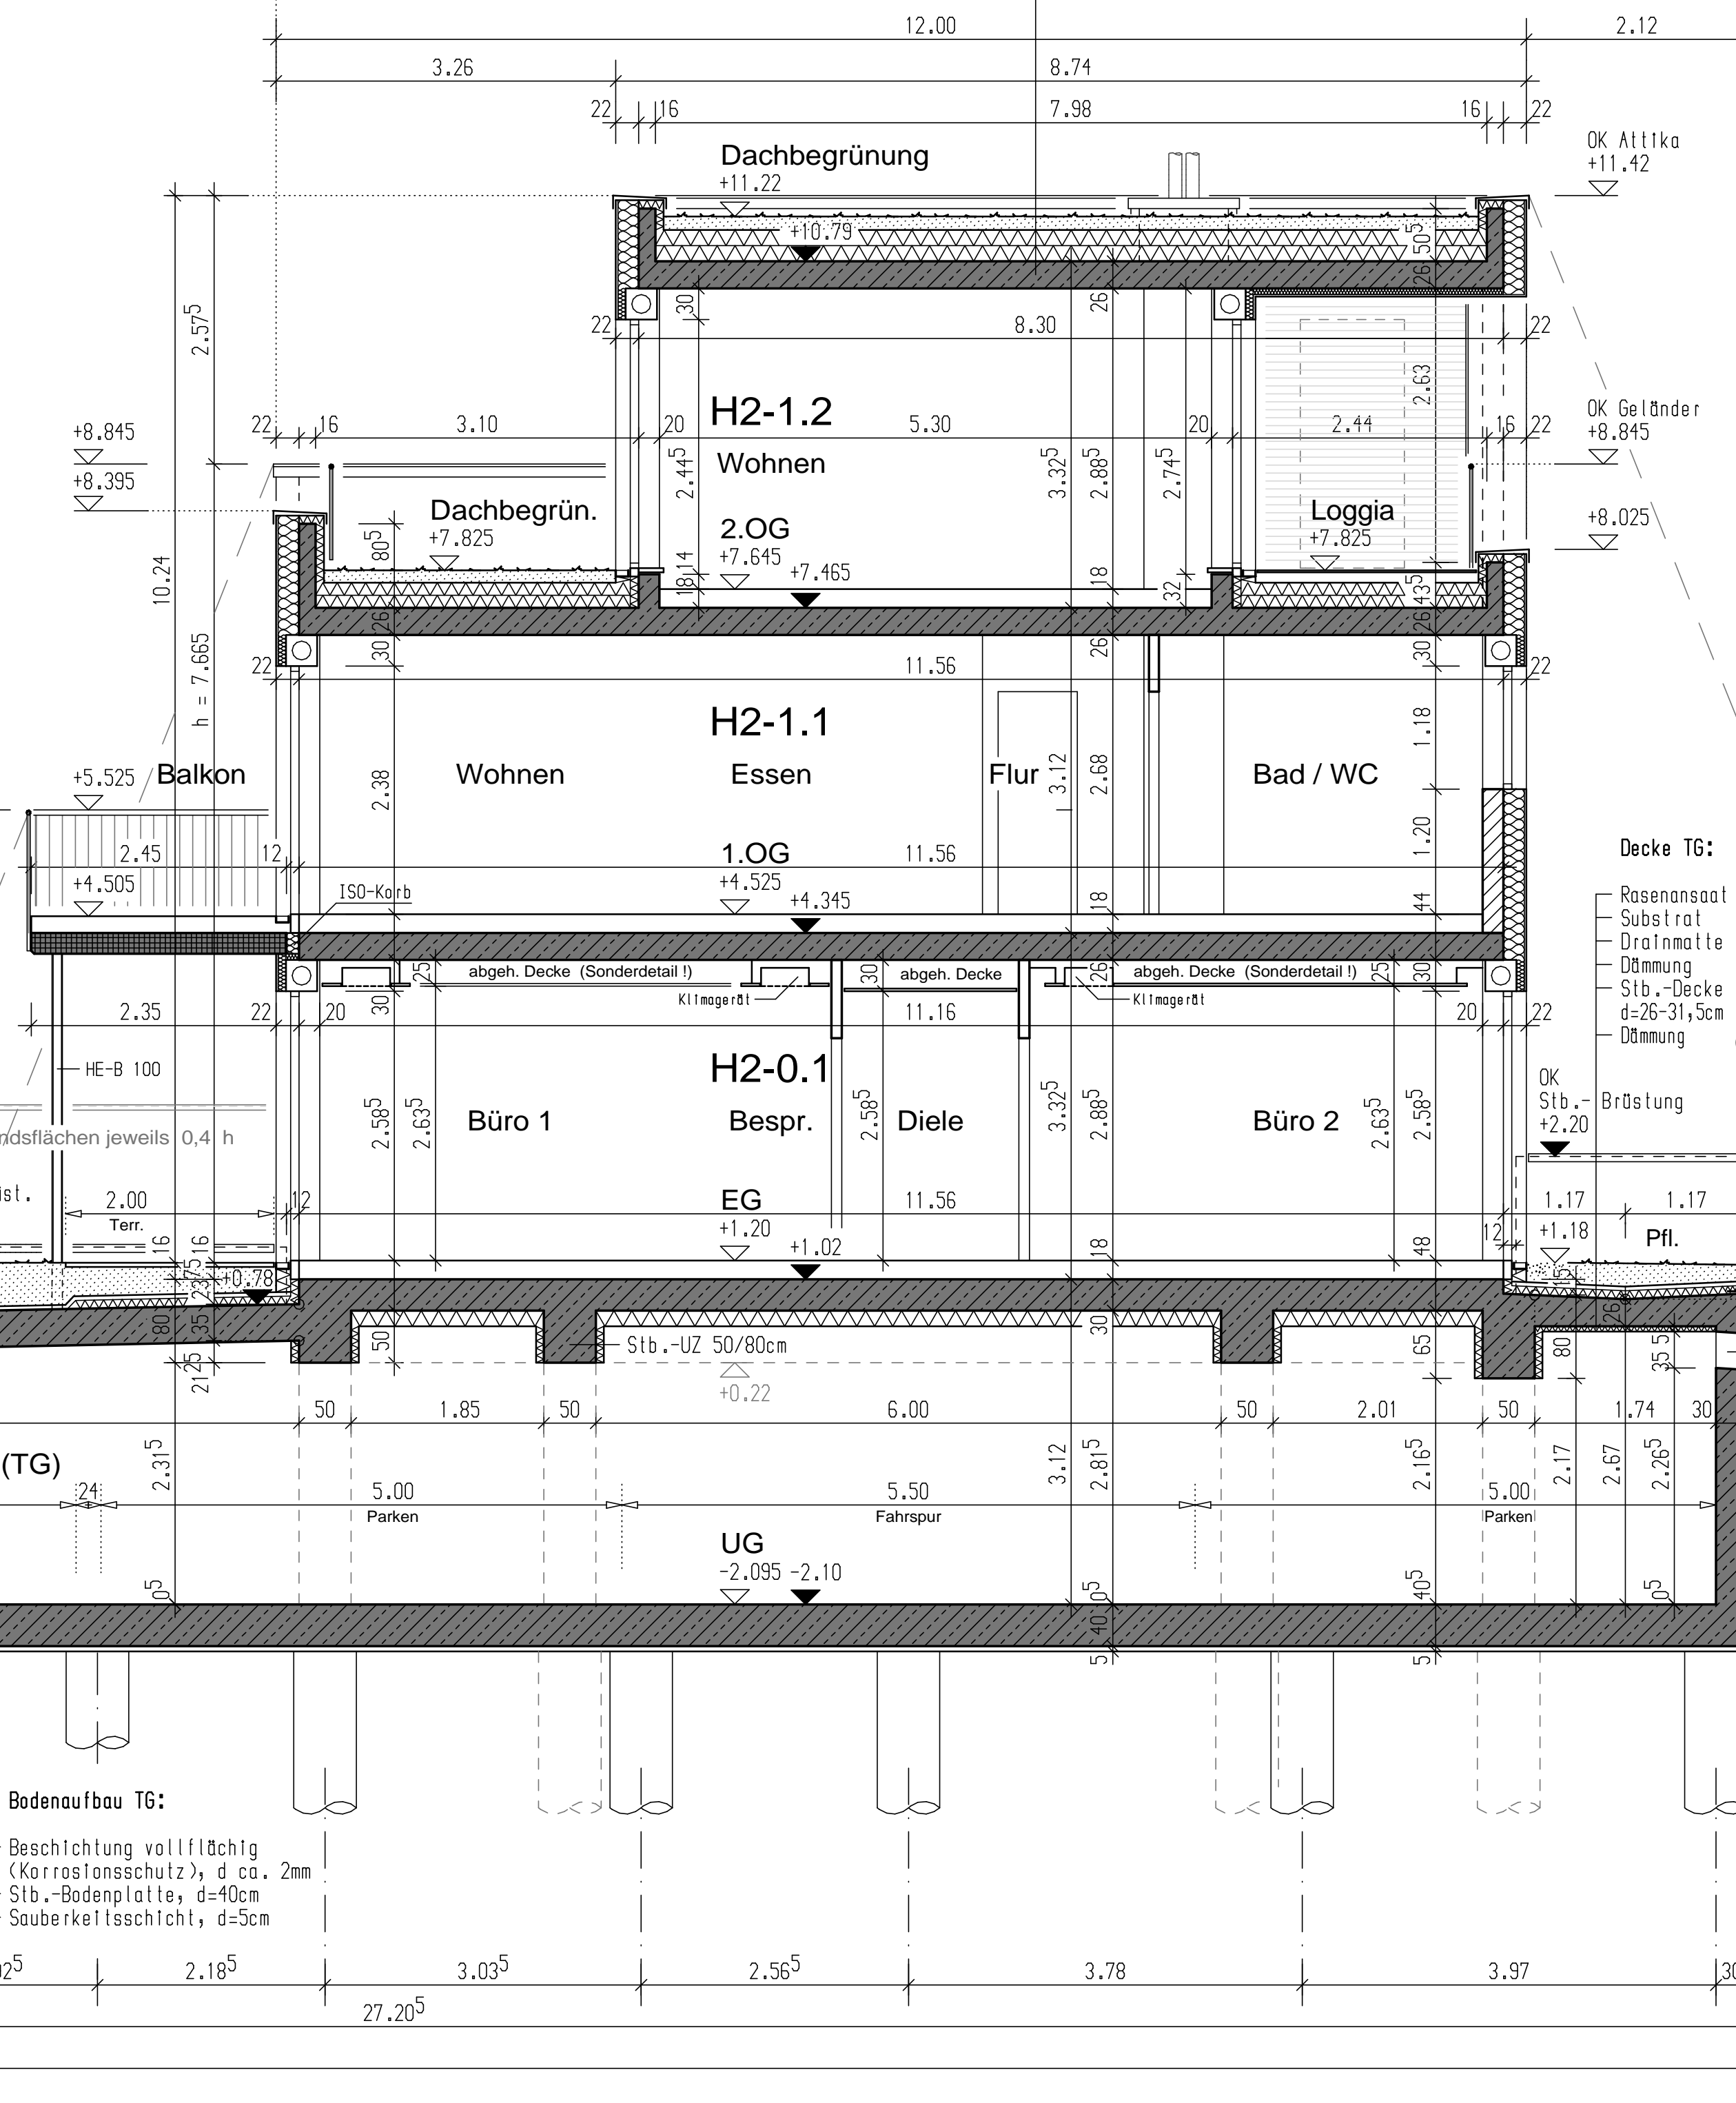 12.00
2.12
3.26
8.74
22
16
7.98
16
22
OK Attika
+11.42
Dachbegrünung
+11.22
+10.79
50⁵
26
30
26
22
8.30
22
2.57⁵
2.63
H2-1.2
Wohnen
OK Geländer
+8.845
+8.845
+8.395
22
16
3.10
20
5.30
20
2.44
16
22
2.44⁵
3.32⁵
2.88⁵
2.74⁵
Dachbegrün.
+7.825
80⁵
2.OG
+7.645
+7.465
Loggia
+7.825
+8.025
10.24
14
18
18
32
43⁵
26
26
30
26
30
22
11.56
22
h = 7.665
H2-1.1
1.18
+5.525
Balkon
Wohnen
Essen
Flur
Bad / WC
2.38
3.12
2.68
1.20
2.45
12
1.OG
11.56
+4.505
ISO-Korb
+4.525
+4.345
18
44
Decke TG:
Rasenansaat
Substrat
Drainmatte
Dämmung
Stb.-Decke
d=26-31,5cm
Dämmung
25
abgeh. Decke (Sonderdetail !)
30
abgeh. Decke
26
abgeh. Decke (Sonderdetail !)
25
30
30
Klimagerät
Klimagerät
2.35
22
20
11.16
20
22
HE-B 100
H2-0.1
OK
Stb.- Brüstung
+2.20
ndsflächen jeweils 0,4 h
2.58⁵
2.63⁵
Büro 1
Bespr.
2.58⁵
Diele
3.32⁵
2.88⁵
Büro 2
2.63⁵
2.58⁵
ist.
2.00
12
Terr.
EG
11.56
+1.20
+1.02
1.17
1.17
12
+1.18
Pfl.
16
16
18
48
+0.78
15
26
80
35
50
Stb.-UZ 50/80cm
30
65
80
35
5
+0.22
50
1.85
50
6.00
50
2.01
50
1.74
30
(TG)
2.31⁵
3.12
2.81⁵
2.16⁵
2.17
2.67
2.26⁵
24
5.00
Parken
5.50
Fahrspur
5.00
Parken
UG
-2.095
-2.10
0⁵
0⁵
40⁵
0⁵
40
5
5
Bodenaufbau TG:
Beschichtung vollflächig
(Korrosionsschutz), d ca. 2mm
Stb.-Bodenplatte, d=40cm
Sauberkeitsschicht, d=5cm
2.18⁵
3.03⁵
2.56⁵
3.78
3.97
27.20⁵